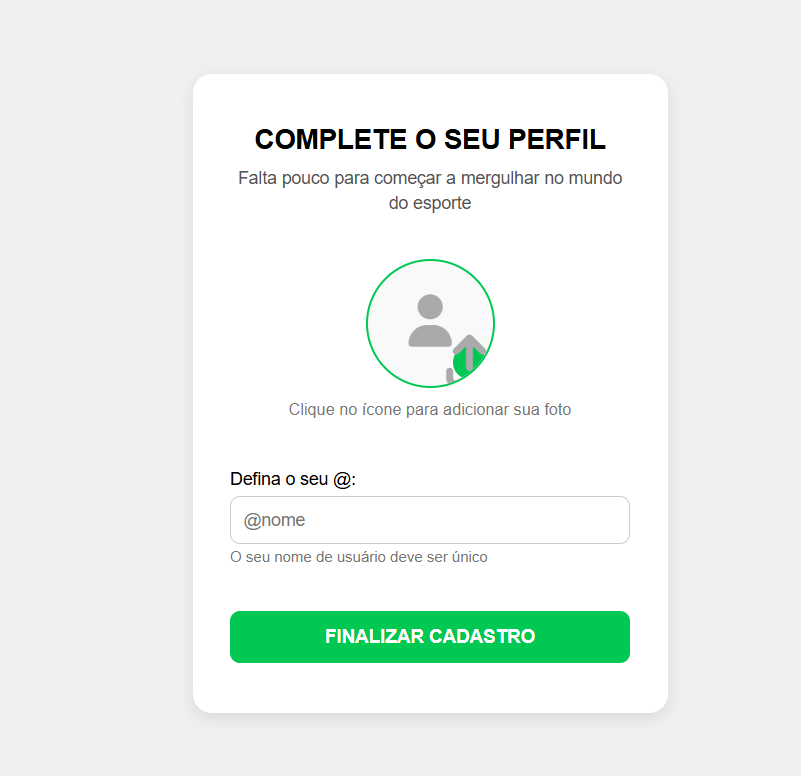 COMPLETE O SEU PERFIL
Falta pouco para começar a mergulhar no mundo
do esporte
Clique no ícone para adicionar sua foto
Defina o seu @:
@nome
O seu nome de usuário deve ser único
FINALIZAR CADASTRO